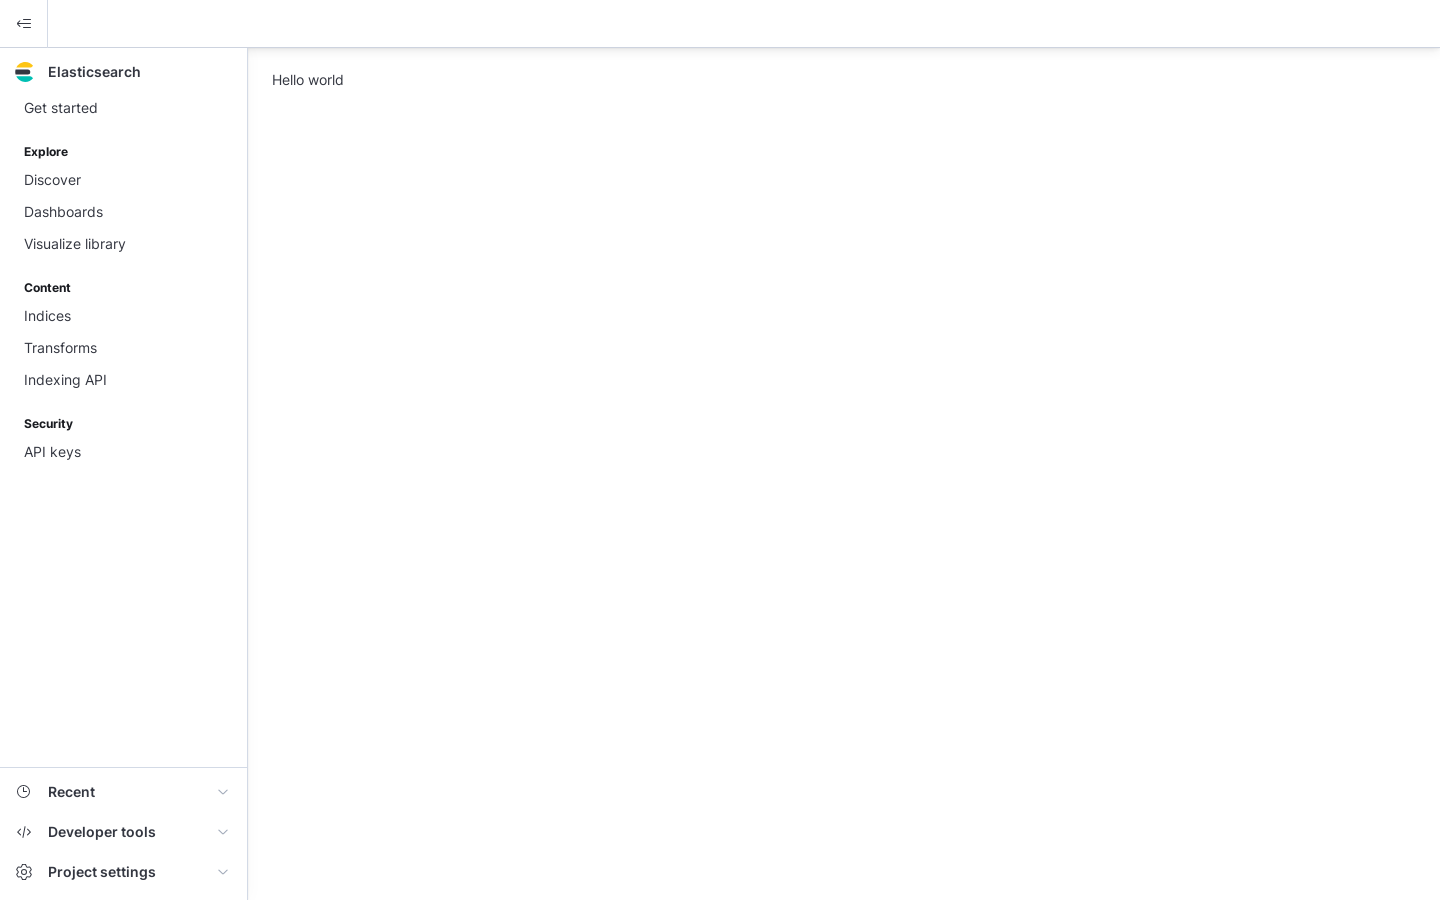 Elasticsearch
Get started
Explore
Discover
Dashboards
Visualize library
Content
Indices
Transforms
Indexing API
Security
API keys
Recent
Developer tools
Project settings
Hello world